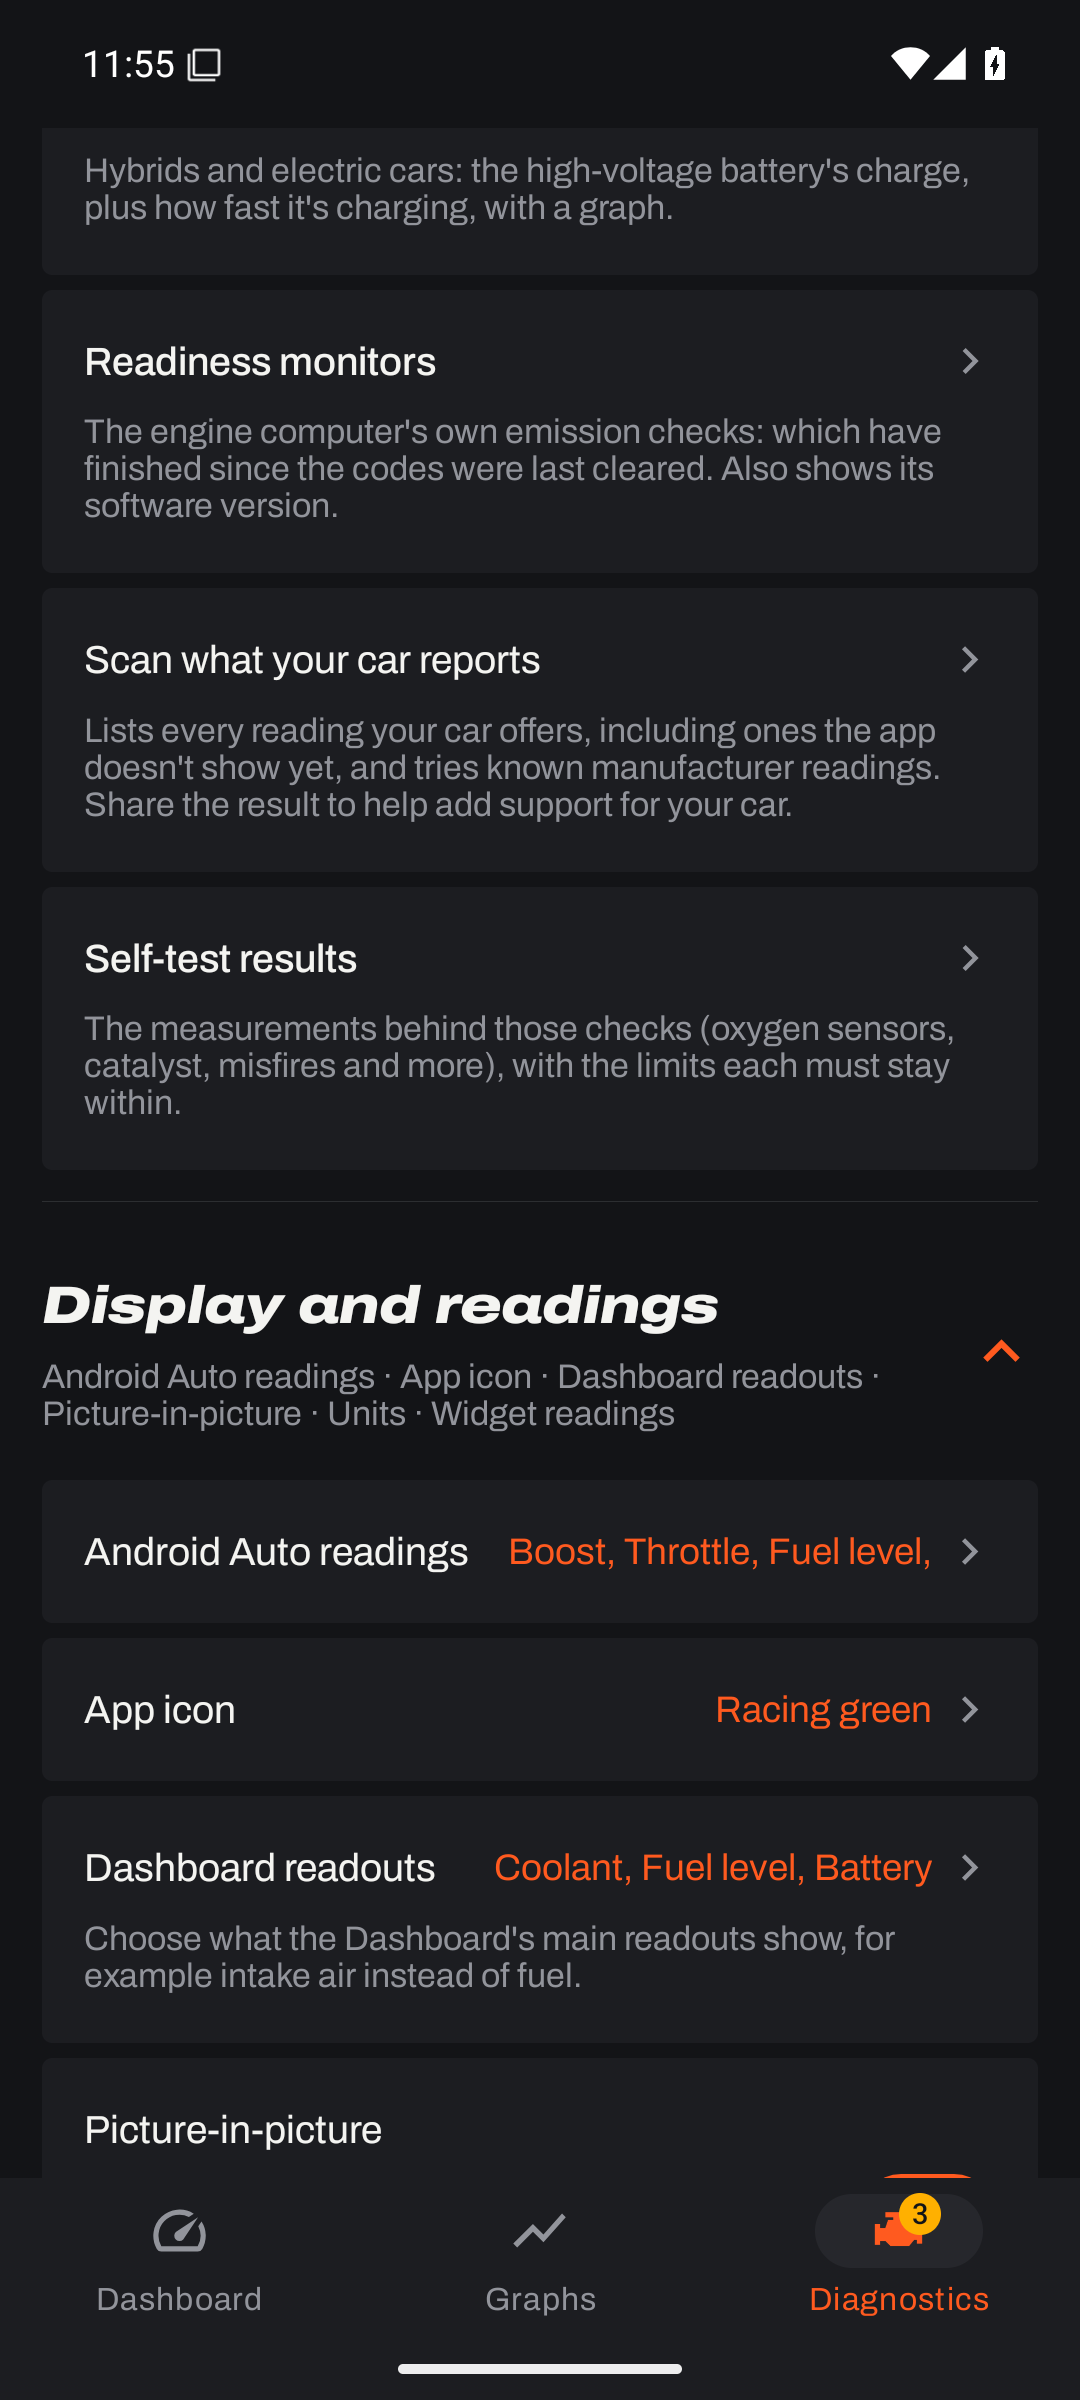 11:55
Hybrids and electric cars: the high-voltage battery's charge,
plus how fast it's charging, with a graph.
Readiness monitors
The engine computer's own emission checks: which have
finished since the codes were last cleared. Also shows its
software version.
Scan what your car reports
Lists every reading your car offers, including ones the app
doesn't show yet, and tries known manufacturer readings.
Share the result to help add support for your car.
Self-test results
The measurements behind those checks (oxygen sensors,
catalyst, misfires and more), with the limits each must stay
within.
Display and readings
Android Auto readings · App icon · Dashboard readouts ·
Picture-in-picture · Units · Widget readings
Android Auto readings Boost, Throttle, Fuel level,
App icon Racing green
Dashboard readouts Coolant, Fuel level, Battery
Choose what the Dashboard's main readouts show, for
example intake air instead of fuel.
Picture-in-picture
3
Dashboard Graphs Diagnostics